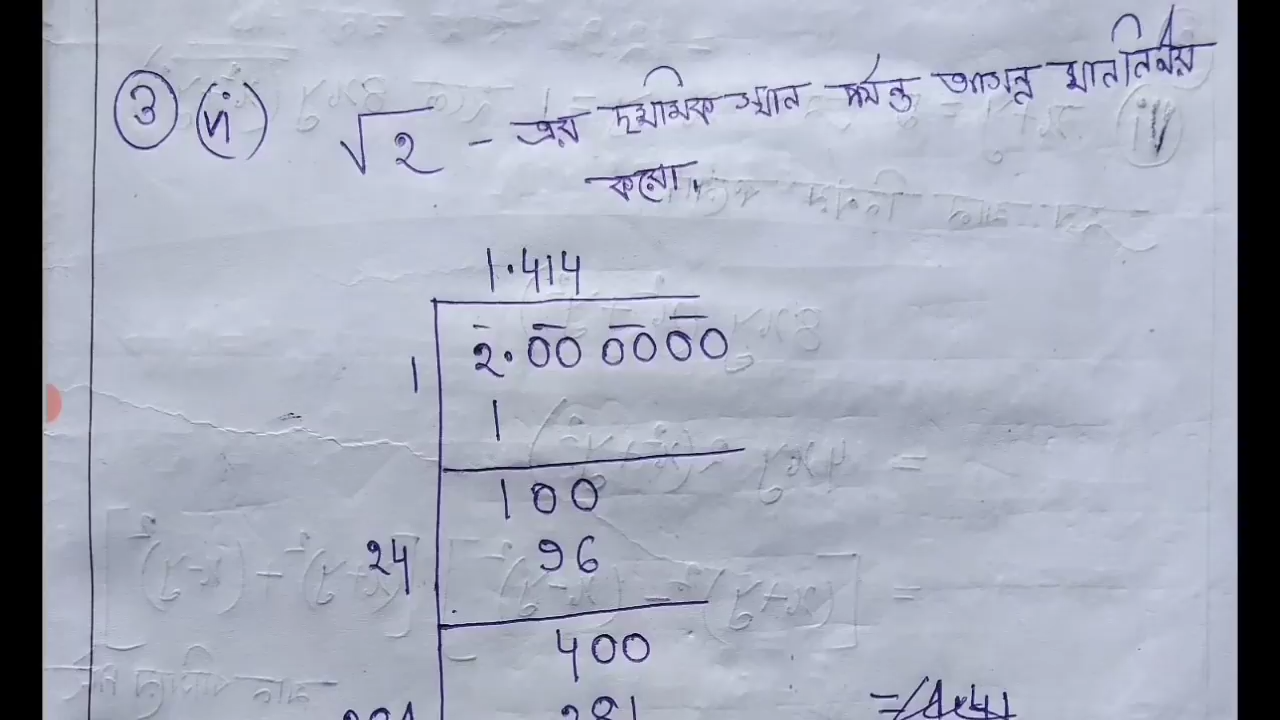 ③ (গ) √2 - এর দশমিক স্থান পর্যন্ত আসন্ন মান নির্ণয়
করো.
1.414
2.00 00 00
1
1
100
24
96
400
281